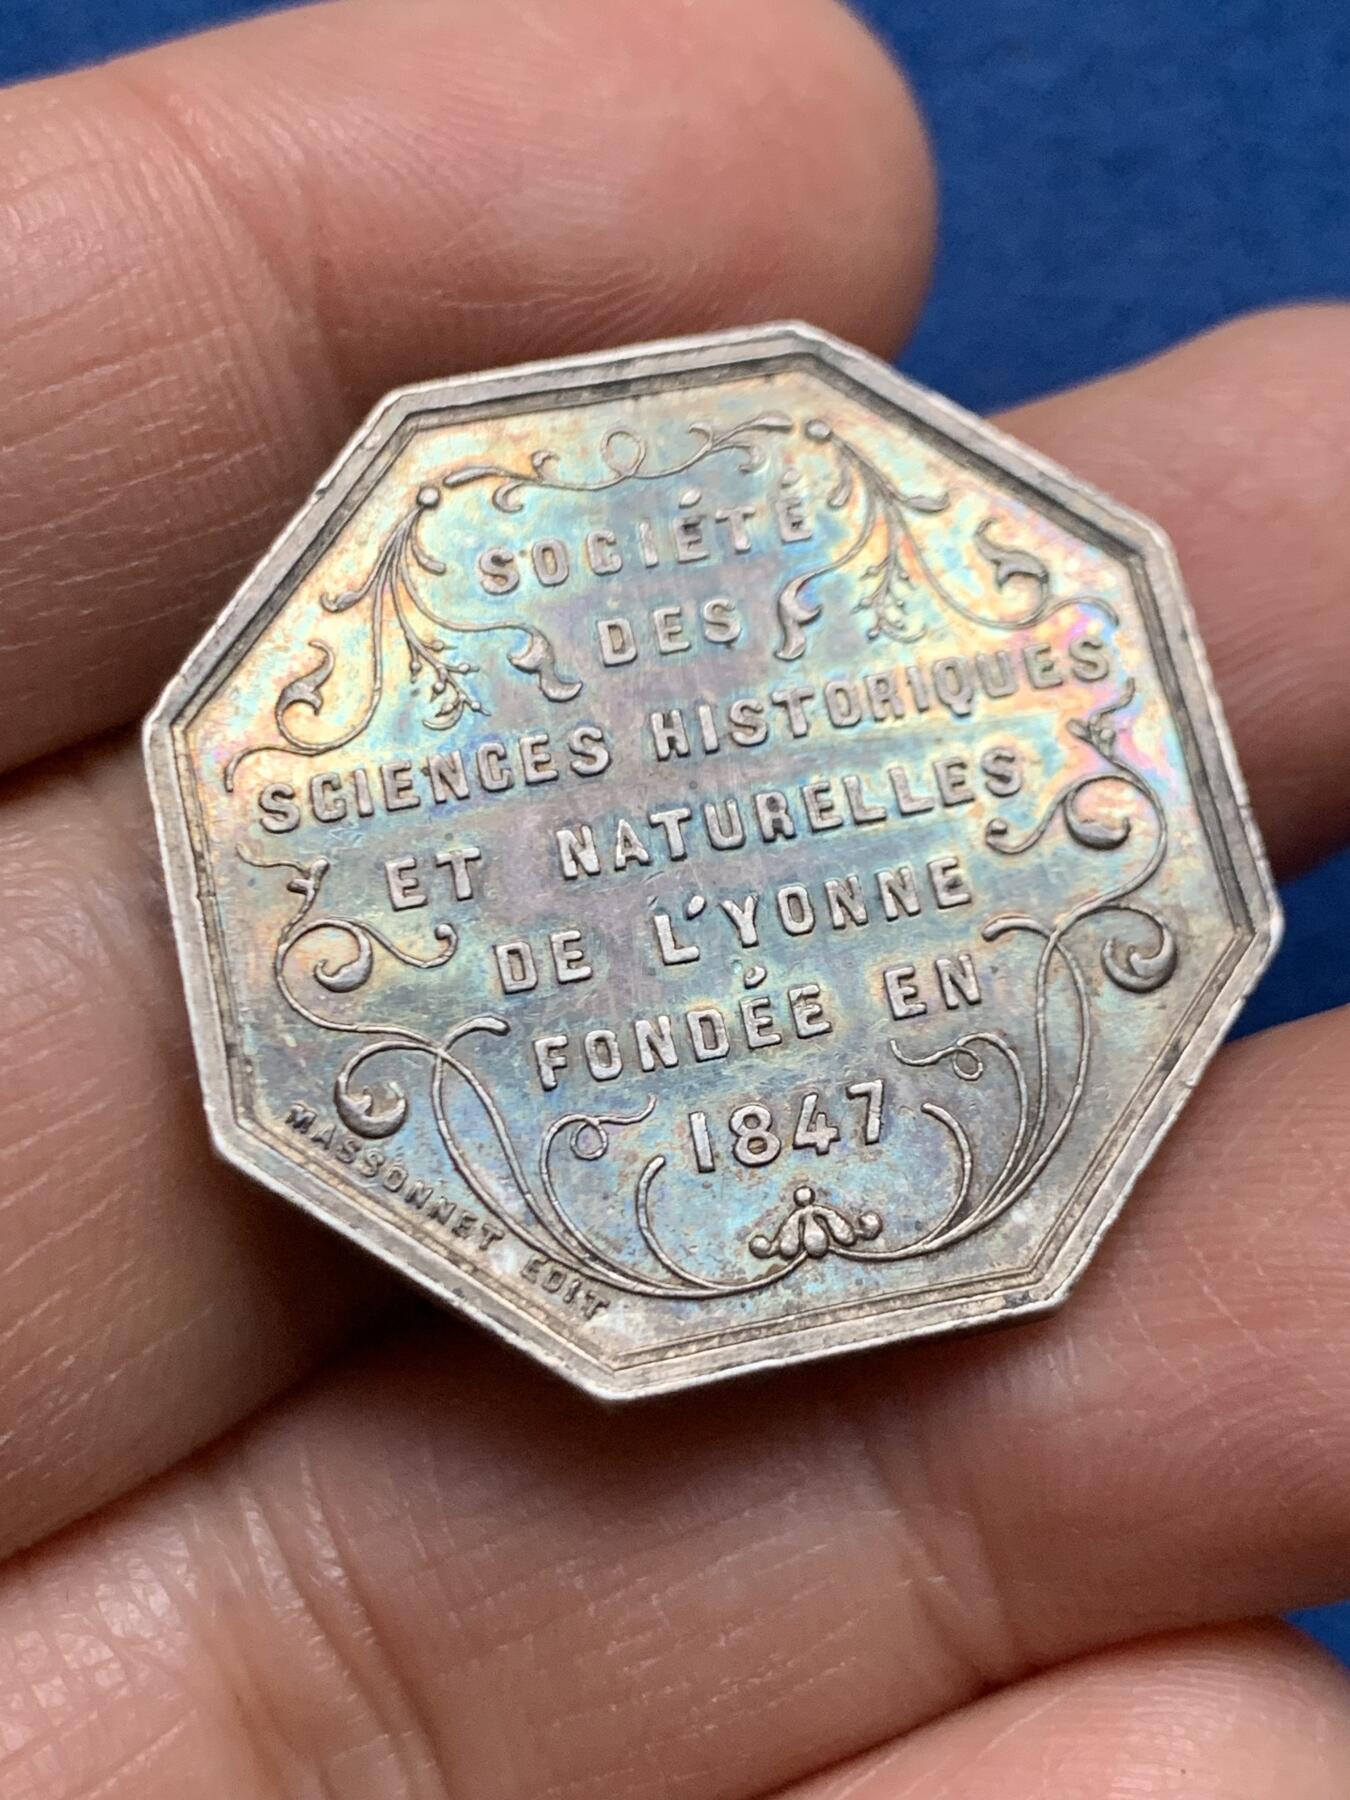 SOCIÉTÉ
DES
SCIENCES HISTORIQUES
ET NATURELLES
DE L'YONNE
FONDÉE EN
1847
MASSONNET EDIT